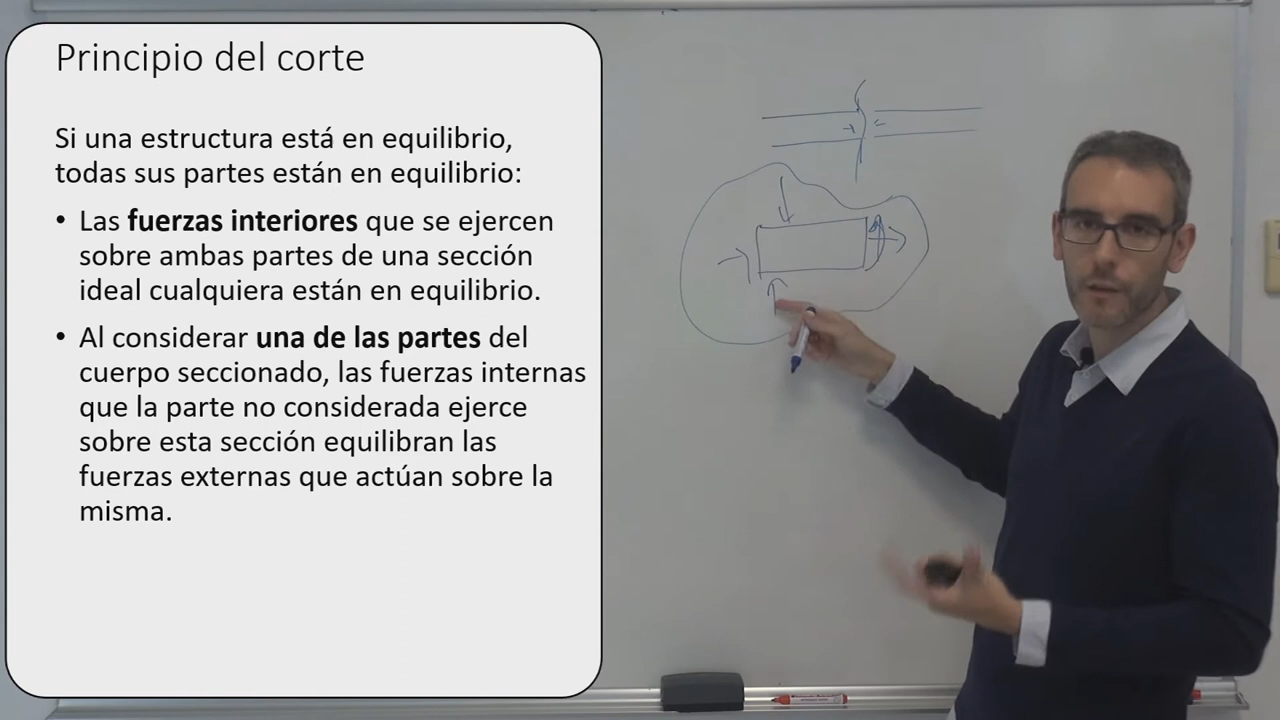 Principio del corte
Si una estructura está en equilibrio,
todas sus partes están en equilibrio:
• Las fuerzas interiores que se ejercen
sobre ambas partes de una sección
ideal cualquiera están en equilibrio.
• Al considerar una de las partes del
cuerpo seccionado, las fuerzas internas
que la parte no considerada ejerce
sobre esta sección equilibran las
fuerzas externas que actúan sobre la
misma.